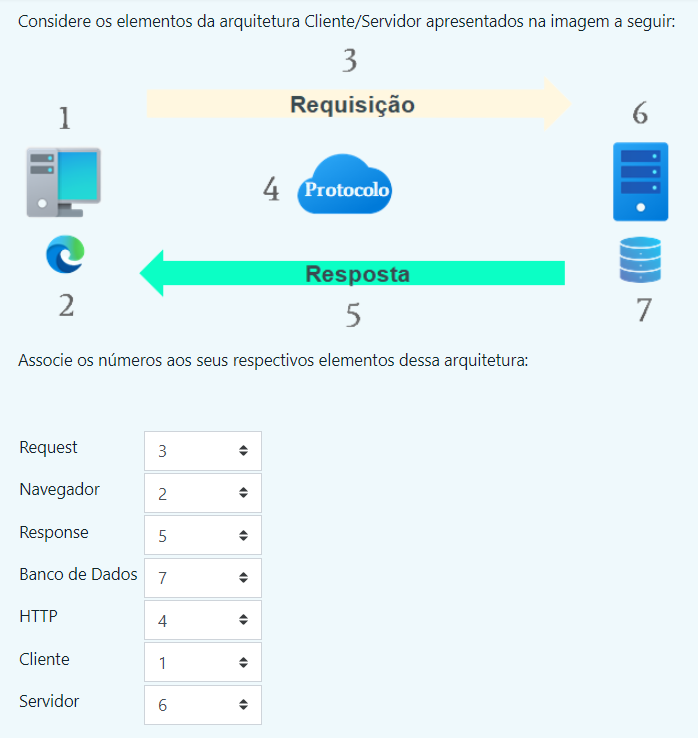 Considere os elementos da arquitetura Cliente/Servidor apresentados na imagem a seguir:
3
Requisição
1
6
4 Protocolo
Resposta
2
5
7
Associe os números aos seus respectivos elementos dessa arquitetura:
Request 3
Navegador 2
Response 5
Banco de Dados 7
HTTP 4
Cliente 1
Servidor 6